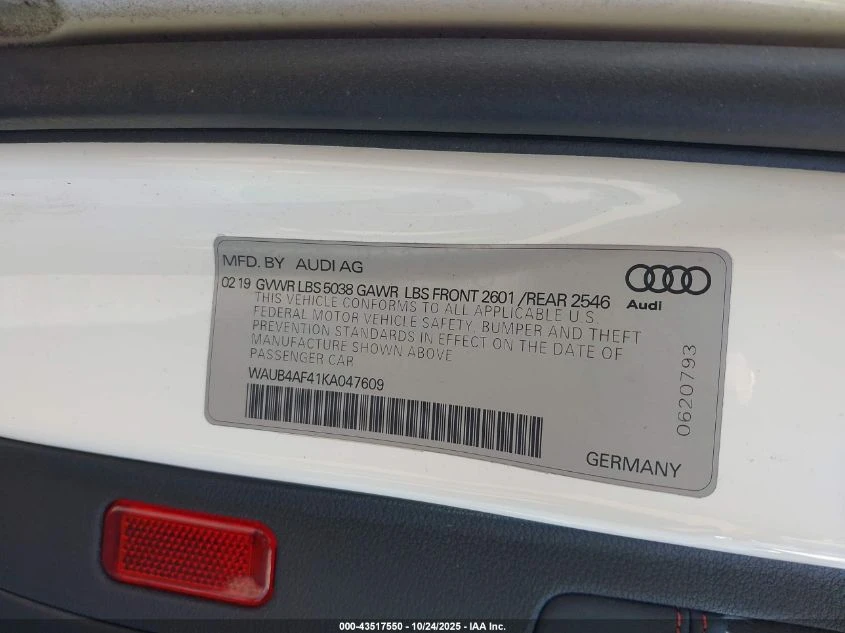 MFD. BY AUDI AG
Audi
02 19 GVWR LBS 5038 GAWR LBS FRONT 2601 /REAR 2546
THIS VEHICLE CONFORMS TO ALL APPLICABLE U.S.
FEDERAL MOTOR VEHICLE SAFETY, BUMPER AND THEFT
PREVENTION STANDARDS IN EFFECT ON THE DATE OF
MANUFACTURE SHOWN ABOVE
PASSENGER CAR
WAUB4AF41KA047609
0620793
GERMANY
000-43517550 - 10/24/2025 - IAA Inc.